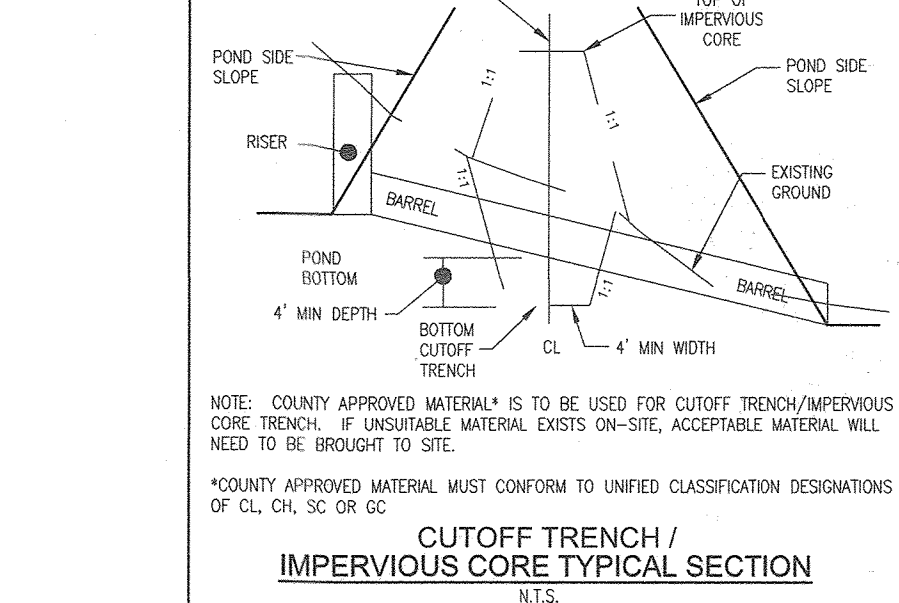 TOP OF
IMPERVIOUS
CORE
POND SIDE
SLOPE
POND SIDE
SLOPE
1:1
1:1
RISER
1:1
EXISTING
GROUND
BARREL
POND
BOTTOM
BARREL
1:1
4' MIN DEPTH
BOTTOM
CUTOFF
TRENCH
CL
4' MIN WIDTH
NOTE: COUNTY APPROVED MATERIAL* IS TO BE USED FOR CUTOFF TRENCH/IMPERVIOUS
CORE TRENCH. IF UNSUITABLE MATERIAL EXISTS ON-SITE, ACCEPTABLE MATERIAL WILL
NEED TO BE BROUGHT TO SITE.
*COUNTY APPROVED MATERIAL MUST CONFORM TO UNIFIED CLASSIFICATION DESIGNATIONS
OF CL, CH, SC OR GC
CUTOFF TRENCH /
IMPERVIOUS CORE TYPICAL SECTION
N.T.S.